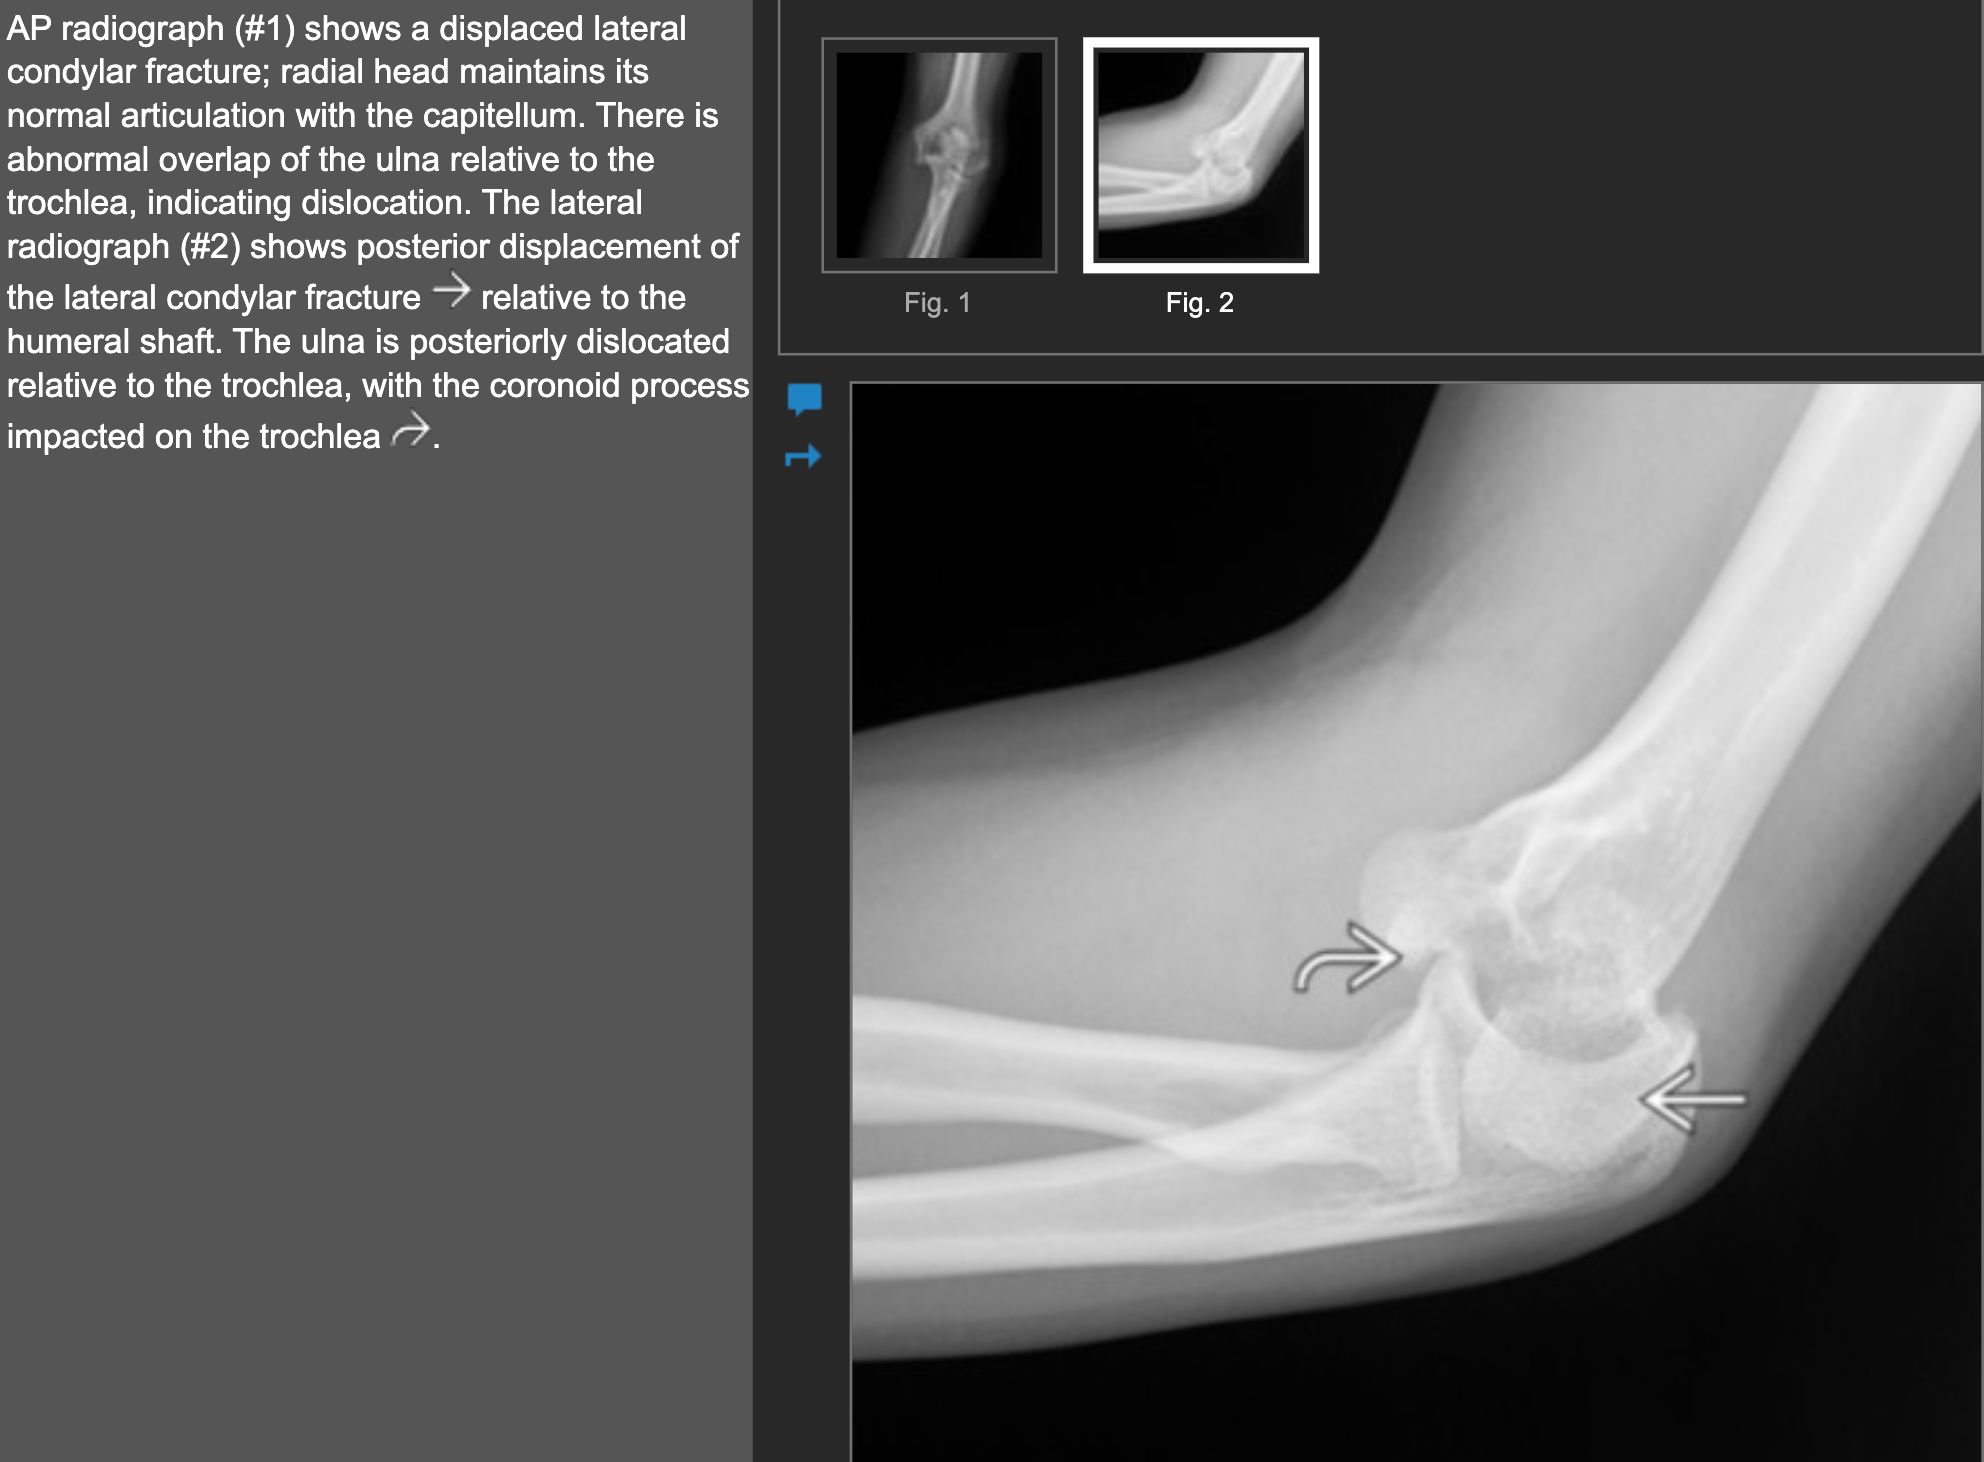 AP radiograph (#1) shows a displaced lateral
condylar fracture; radial head maintains its
normal articulation with the capitellum. There is
abnormal overlap of the ulna relative to the
trochlea, indicating dislocation. The lateral
radiograph (#2) shows posterior displacement of
the lateral condylar fracture → relative to the
humeral shaft. The ulna is posteriorly dislocated
relative to the trochlea, with the coronoid process
impacted on the trochlea ↷.
Fig. 1
Fig. 2